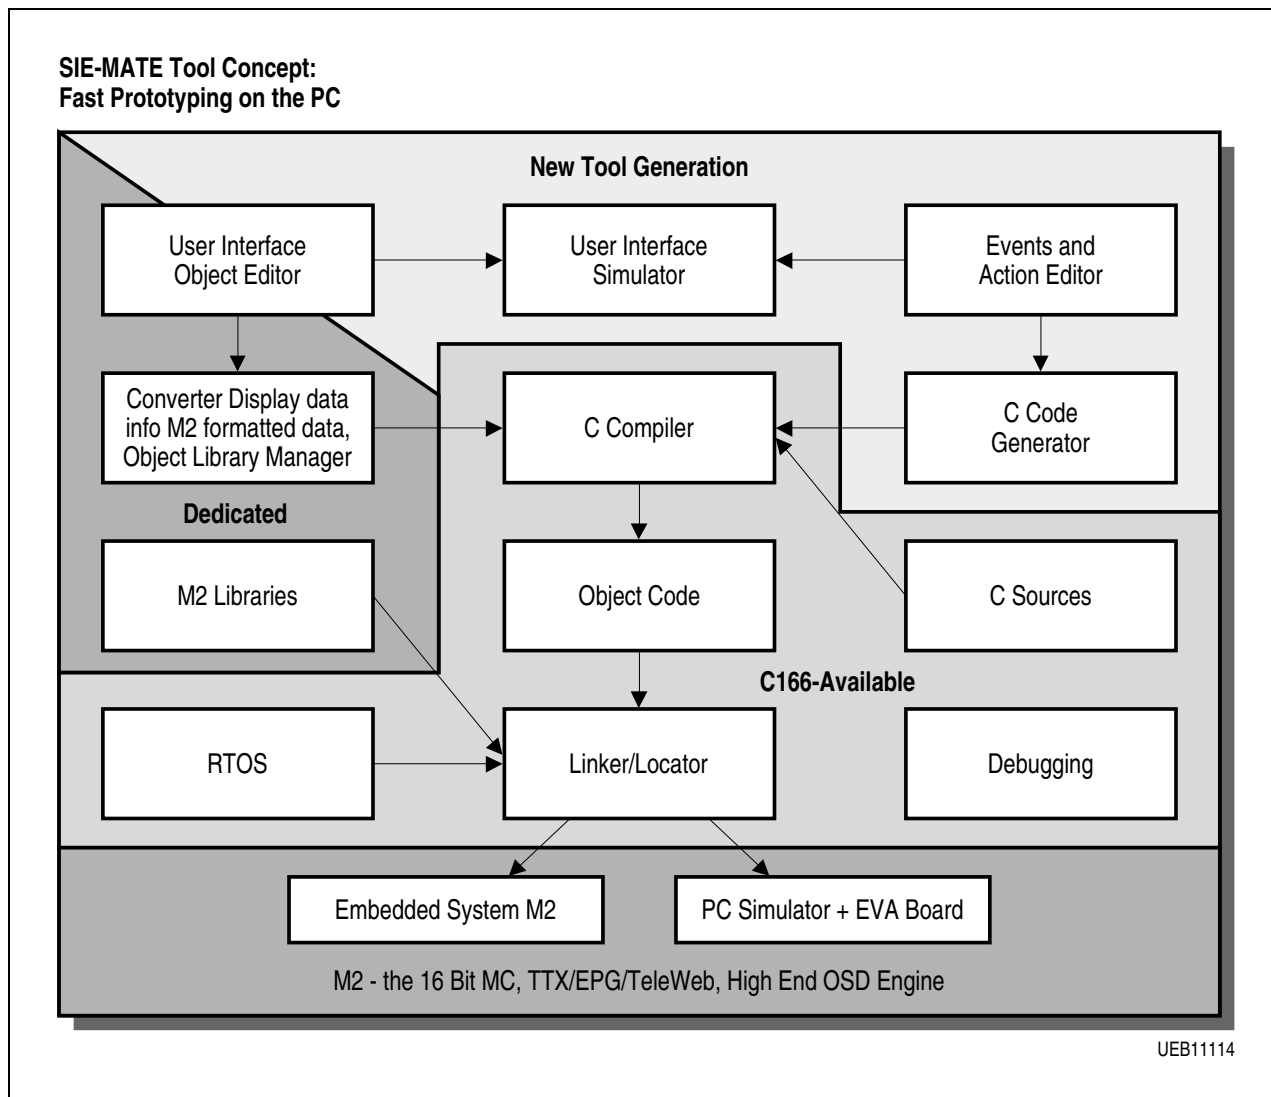 SIE-MATE Tool Concept:
Fast Prototyping on the PC
New Tool Generation
User Interface
Object Editor
User Interface
Simulator
Events and
Action Editor
Converter Display data
info M2 formatted data,
Object Library Manager
C Compiler
C Code
Generator
Dedicated
M2 Libraries
Object Code
C Sources
C166-Available
RTOS
Linker/Locator
Debugging
Embedded System M2
PC Simulator + EVA Board
M2 - the 16 Bit MC, TTX/EPG/TeleWeb, High End OSD Engine
UEB11114